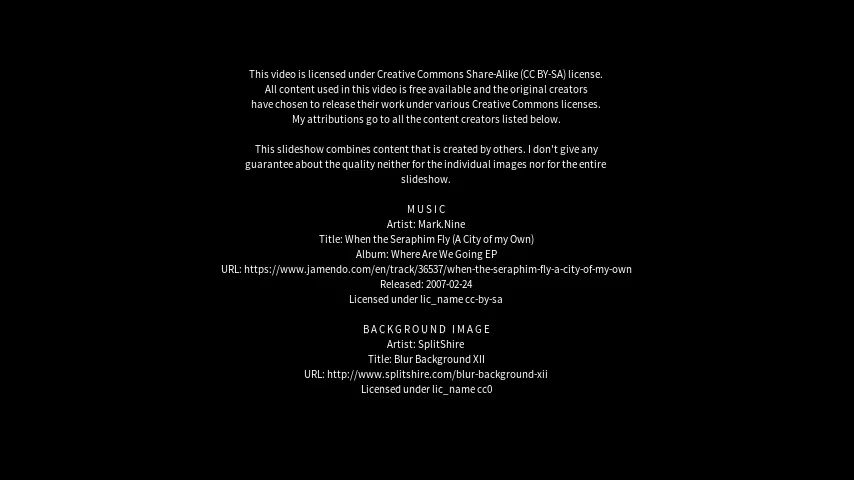 This video is licensed under Creative Commons Share-Alike (CC BY-SA) license.
All content used in this video is free available and the original creators
have chosen to release their work under various Creative Commons licenses.
My attributions go to all the content creators listed below.
This slideshow combines content that is created by others. I don't give any
guarantee about the quality neither for the individual images nor for the entire
slideshow.
M U S I C
Artist: Mark.Nine
Title: When the Seraphim Fly (A City of my Own)
Album: Where Are We Going EP
URL: https://www.jamendo.com/en/track/36537/when-the-seraphim-fly-a-city-of-my-own
Released: 2007-02-24
Licensed under lic_name cc-by-sa
B A C K G R O U N D   I M A G E
Artist: SplitShire
Title: Blur Background XII
URL: http://www.splitshire.com/blur-background-xii
Licensed under lic_name cc0